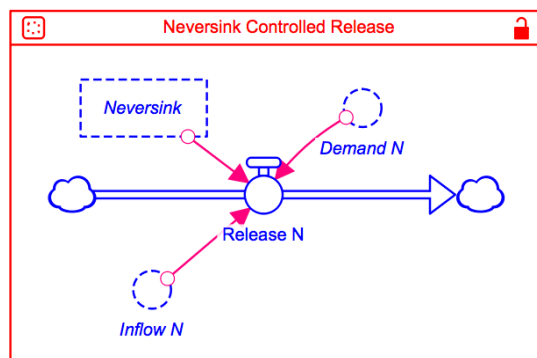 Neversink Controlled Release
Neversink
Demand N
Release N
Inflow N